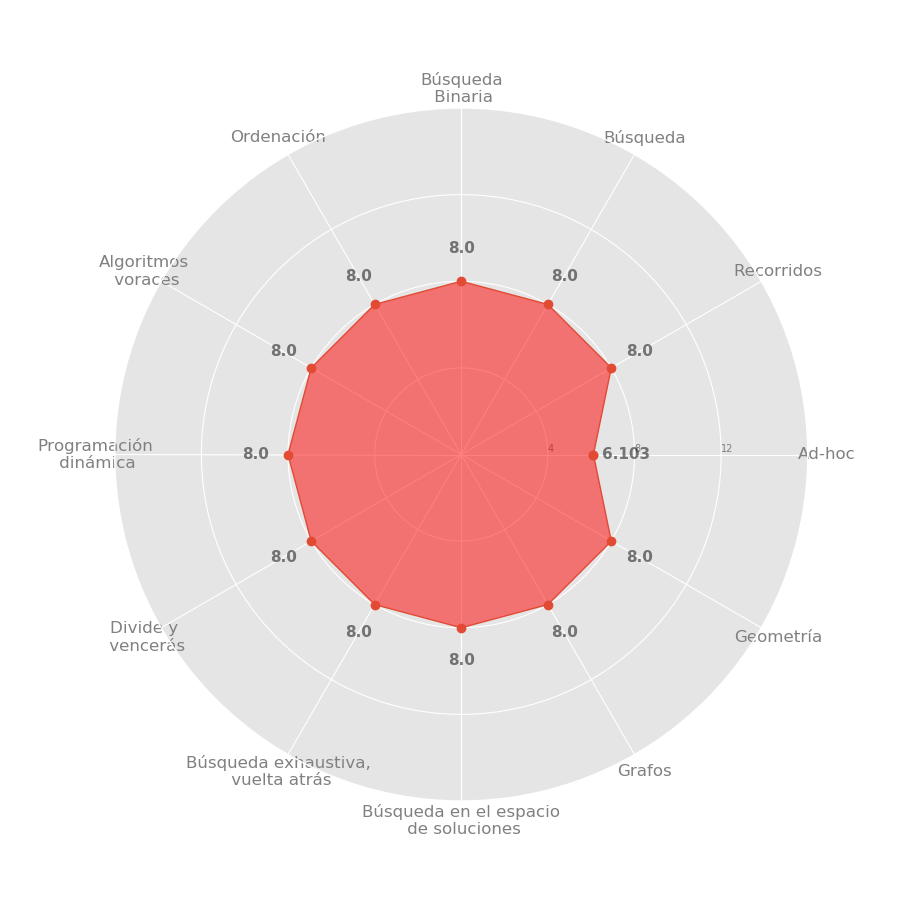 Búsqueda
Binaria
Ordenación
Búsqueda
8.0
Algoritmos
voraces
8.0
8.0
Recorridos
8.0
8.0
Programación
dinámica
8.0
4
6.103
8
12
Ad-hoc
8.0
8.0
Divide y
vencerás
8.0
8.0
Geometría
8.0
Búsqueda exhaustiva,
vuelta atrás
Grafos
Búsqueda en el espacio
de soluciones